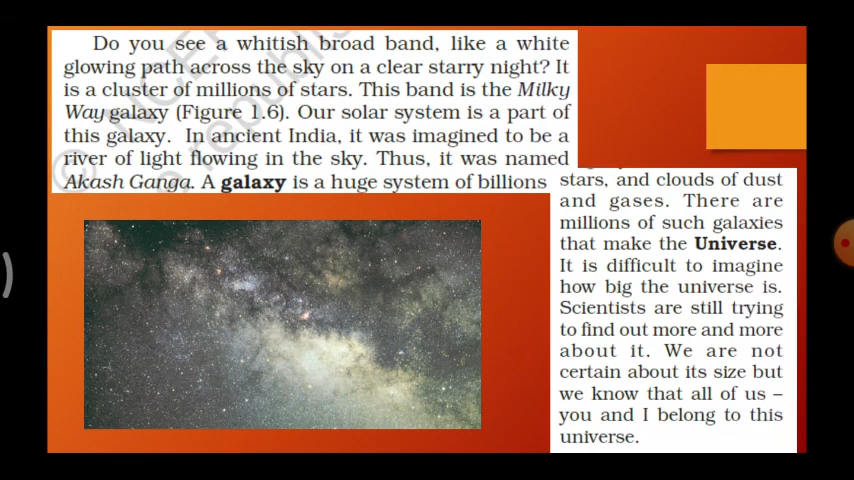 Do you see a whitish broad band, like a white
glowing path across the sky on a clear starry night? It
is a cluster of millions of stars. This band is the Milky
Way galaxy (Figure 1.6). Our solar system is a part of
this galaxy. In ancient India, it was imagined to be a
river of light flowing in the sky. Thus, it was named
Akash Ganga. A galaxy is a huge system of billions
stars, and clouds of dust
and gases. There are
millions of such galaxies
that make the Universe.
It is difficult to imagine
how big the universe is.
Scientists are still trying
to find out more and more
about it. We are not
certain about its size but
we know that all of us –
you and I belong to this
universe.